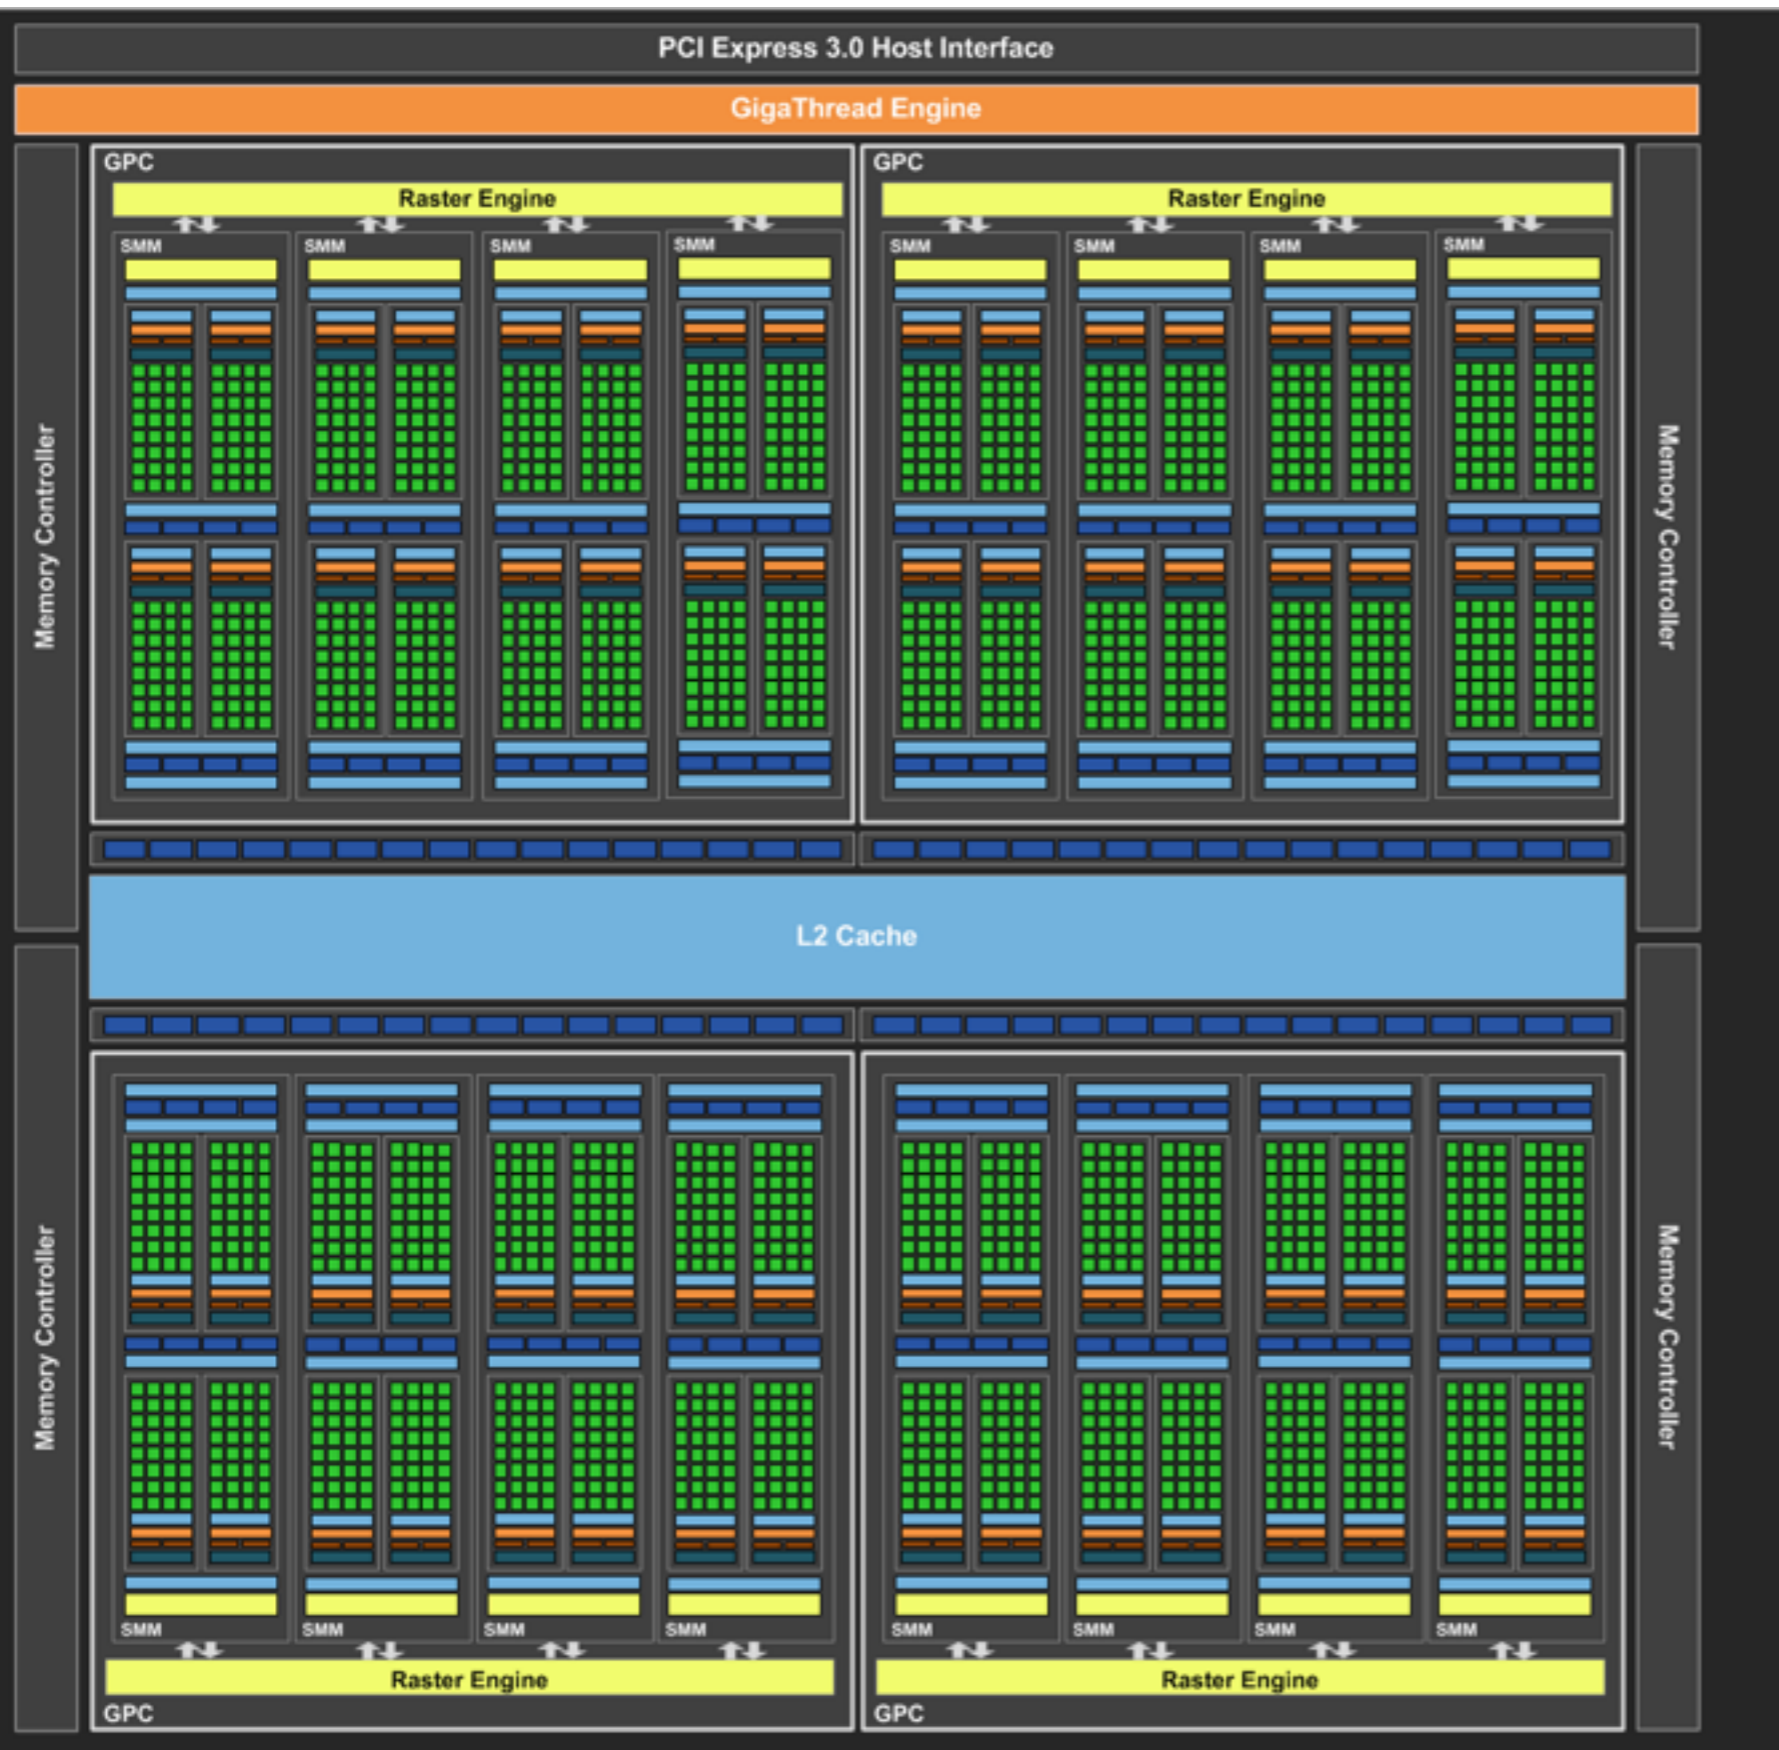 PCI Express 3.0 Host Interface
GigaThread Engine
Memory Controller
GPC
Raster Engine
SMM
SMM
SMM
SMM
GPC
Raster Engine
SMM
SMM
SMM
SMM
Memory Controller
L2 Cache
Memory Controller
SMM
SMM
SMM
SMM
Raster Engine
GPC
SMM
SMM
SMM
SMM
Raster Engine
GPC
Memory Controller